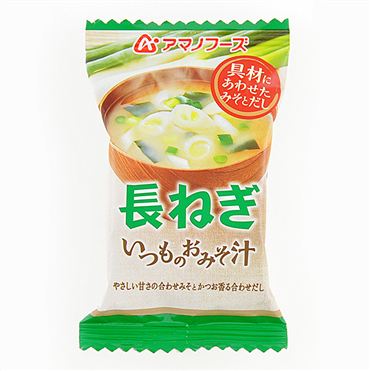 アマノフーズ
具材に
あわせた
みそとだし
長ねぎ
いつものおみそ汁
やさしい甘さの合わせみそとかつお香る合わせだし